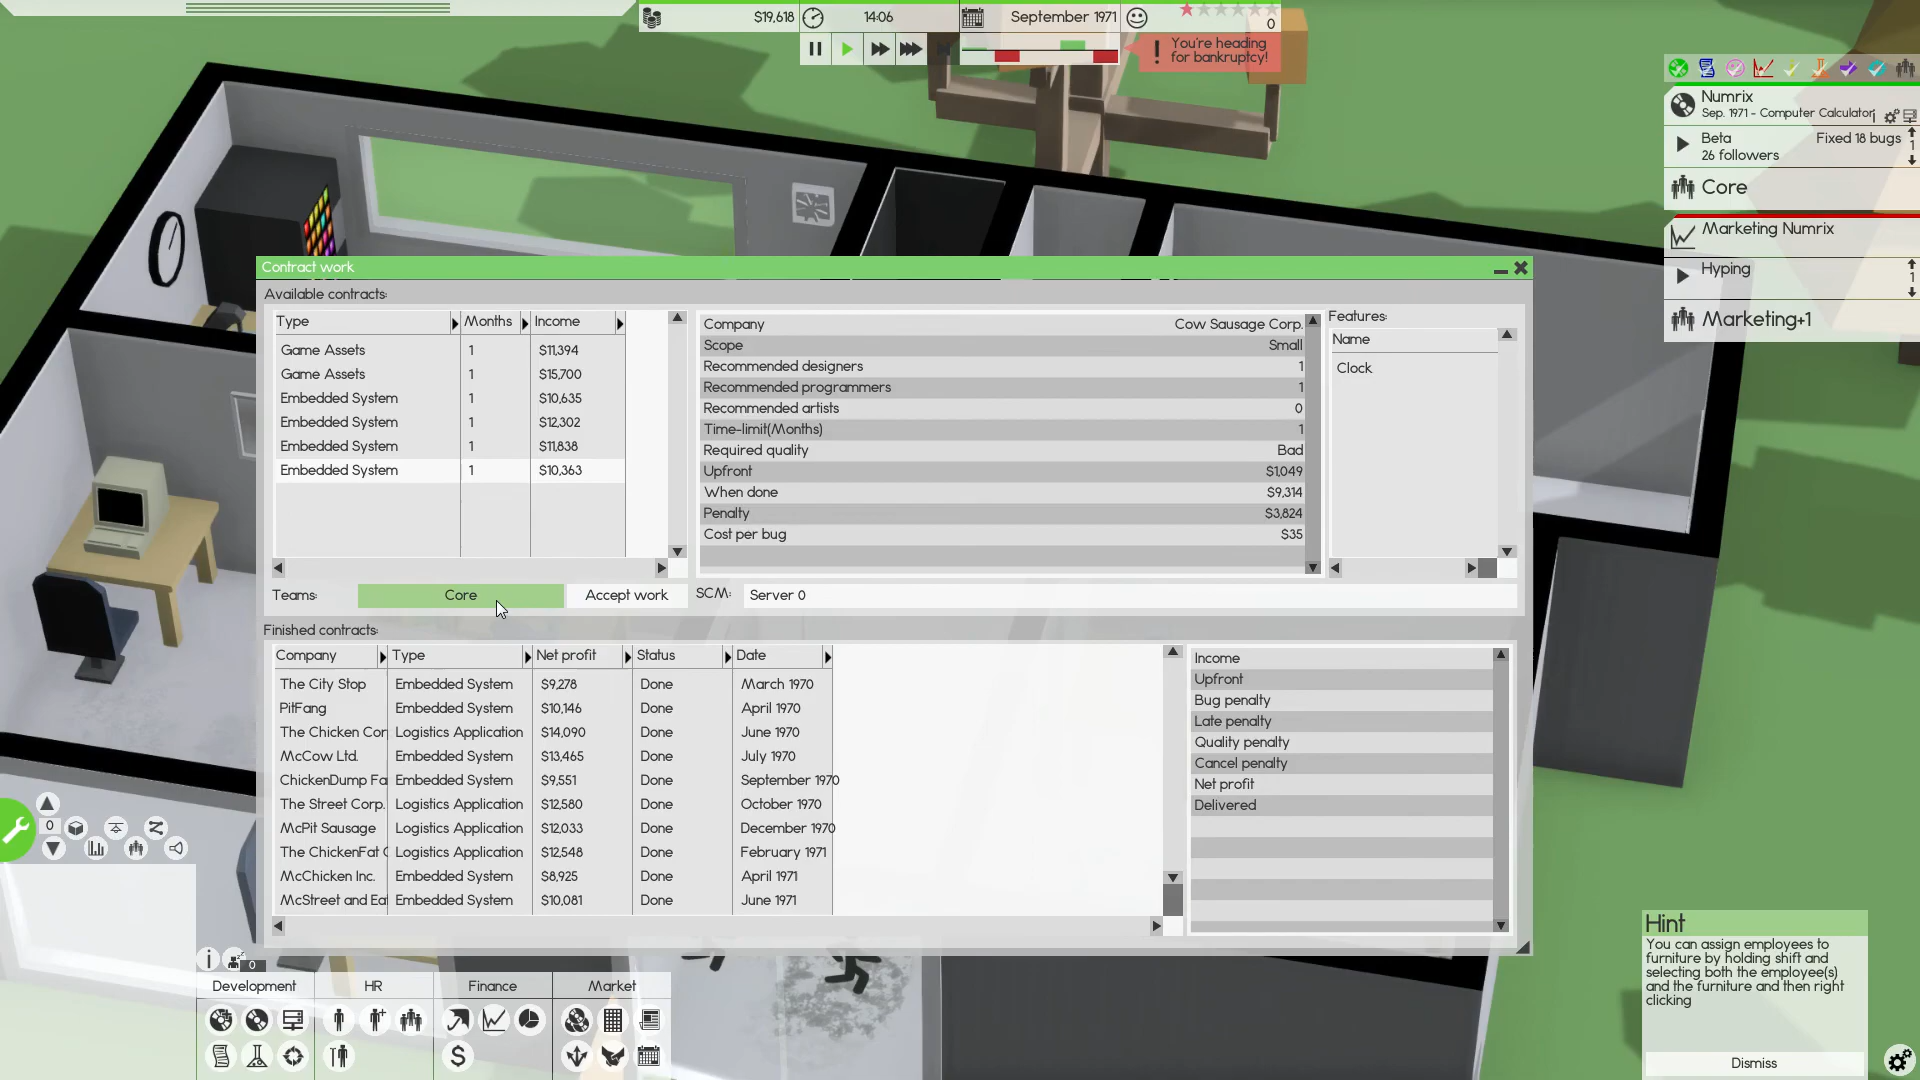 $19,618
14:06
September 1971
0
You're heading
for bankruptcy!
Numrix
Sep. 1971 - Computer Calculator
Beta
Fixed 18 bugs
26 followers
1
Core
Marketing Numrix
Hyping
1
Marketing+1
Contract work
Available contracts:
Type Months Income
Game Assets 1 $11,394
Game Assets 1 $15,700
Embedded System 1 $10,635
Embedded System 1 $12,302
Embedded System 1 $11,838
Embedded System 1 $10,363
Company Cow Sausage Corp.
Scope Small
Recommended designers 1
Recommended programmers 1
Recommended artists 0
Time-limit(Months) 1
Required quality Bad
Upfront $1,049
When done $9,314
Penalty $3,824
Cost per bug $35
Features:
Name
Clock
Teams: Core Accept work SCM: Server 0
Finished contracts:
Company Type Net profit Status Date
The City Stop Embedded System $9,278 Done March 1970
PitFang Embedded System $10,146 Done April 1970
The Chicken Cor Logistics Application $14,090 Done June 1970
McCow Ltd. Embedded System $13,465 Done July 1970
ChickenDump Fa Embedded System $9,551 Done September 1970
The Street Corp. Logistics Application $12,580 Done October 1970
McPit Sausage Logistics Application $12,033 Done December 1970
The ChickenFat C Logistics Application $12,548 Done February 1971
McChicken Inc. Embedded System $8,925 Done April 1971
McStreet and Eat Embedded System $10,081 Done June 1971
Income
Upfront
Bug penalty
Late penalty
Quality penalty
Cancel penalty
Net profit
Delivered
0
0
Development HR Finance Market
Hint
You can assign employees to
furniture by holding shift and
selecting both the employee(s)
and the furniture and then right
clicking
Dismiss